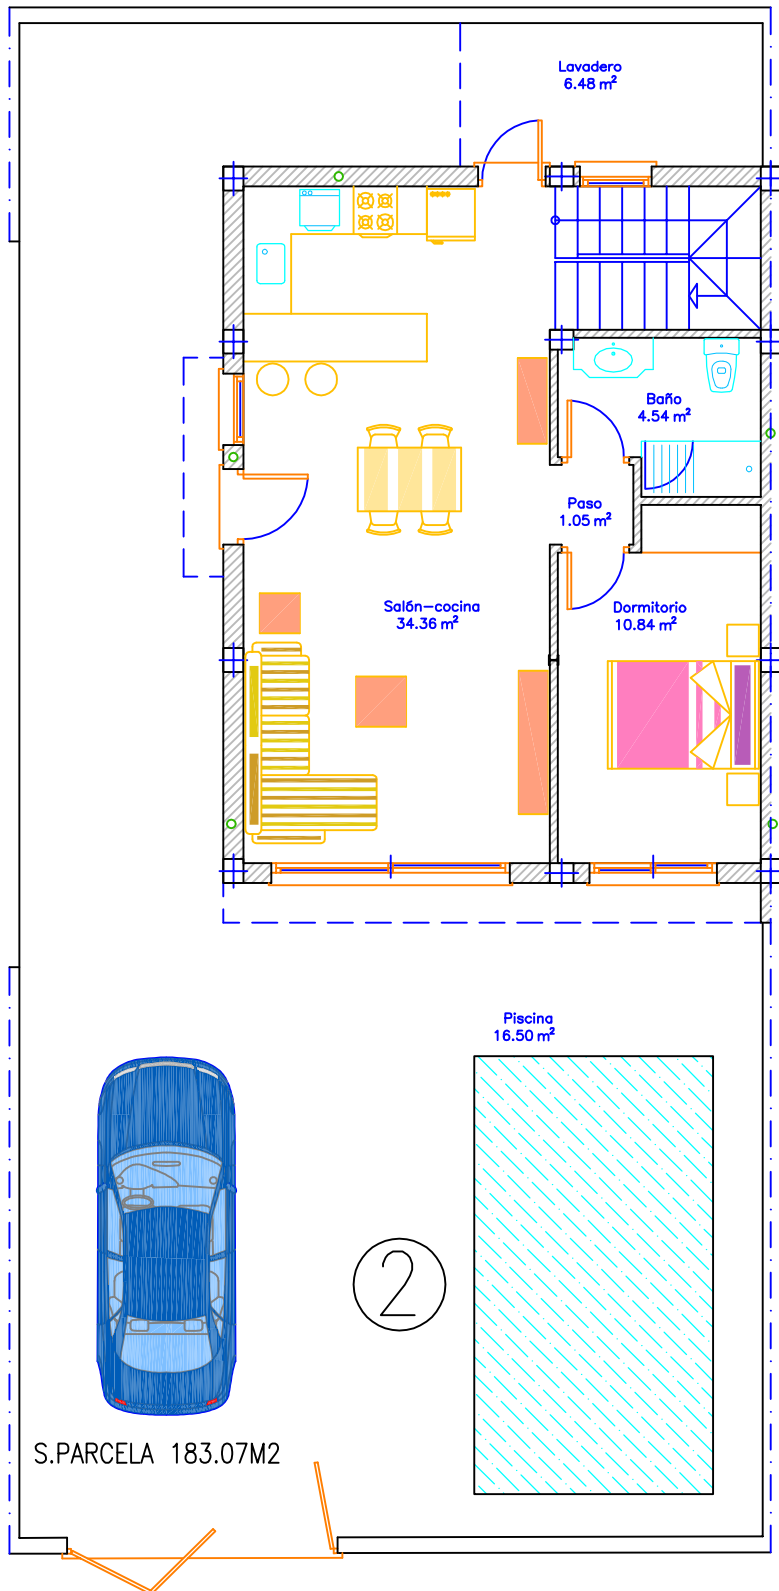 Lavadero
6.48 m²
Baño
4.54 m²
Paso
1.05 m²
Salón-cocina
34.36 m²
Dormitorio
10.84 m²
Piscina
16.50 m²
2
S.PARCELA 183.07M2